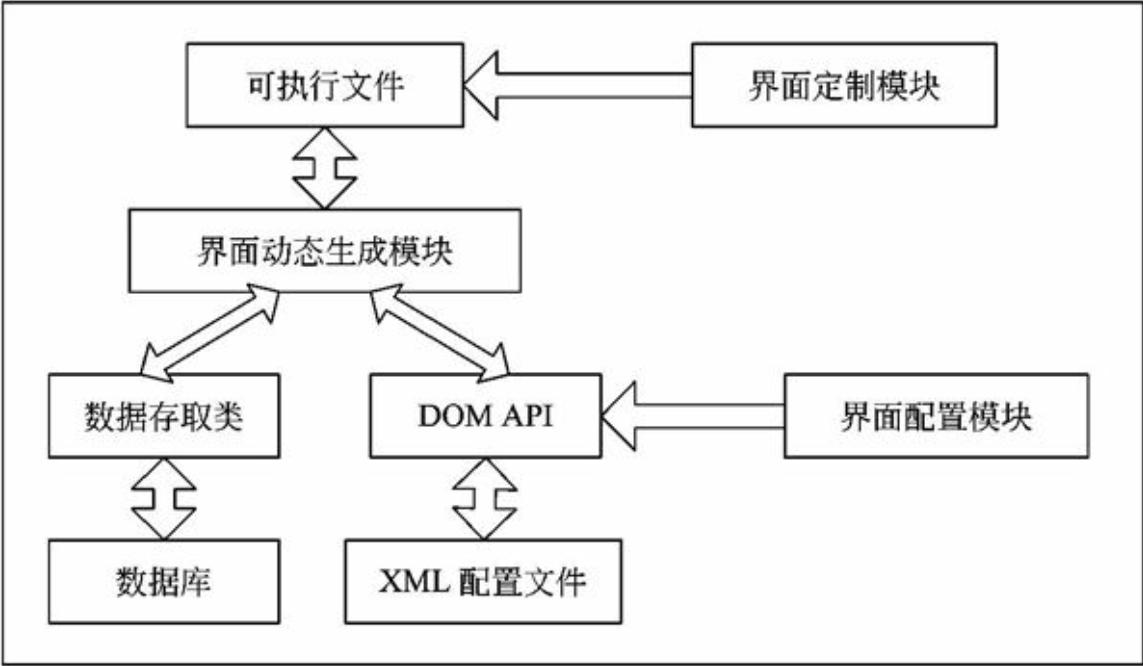 可执行文件
界面定制模块
界面动态生成模块
数据存取类
DOM API
界面配置模块
数据库
XML 配置文件